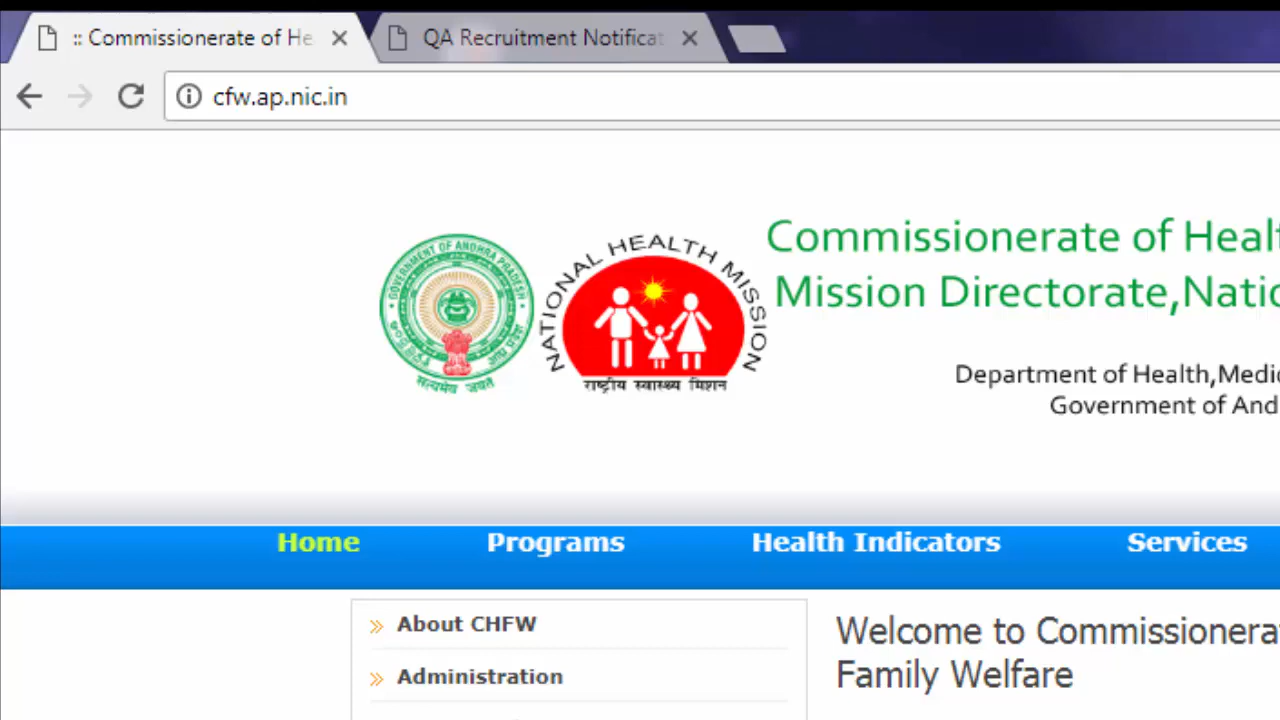 :: Commissionerate of He
QA Recruitment Notificat
cfw.ap.nic.in
GOVERNMENT OF ANDHRA PRADESH
सत्यमेव जयते
NATIONAL HEALTH MISSION
राष्ट्रीय स्वास्थ्य मिशन
Commissionerate of Healt
Mission Directorate,Natio
Department of Health,Medic
Government of And
Home Programs Health Indicators Services
About CHFW
Administration
Welcome to Commissionerat
Family Welfare